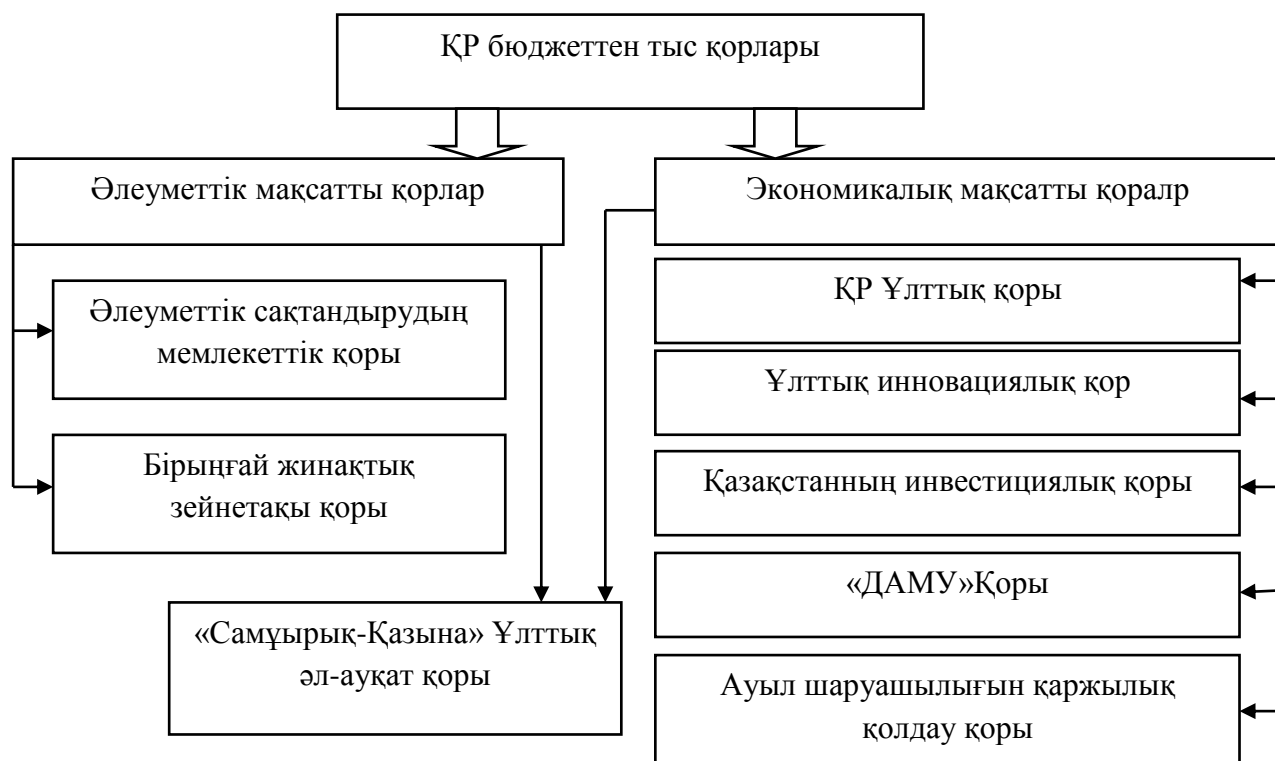 ҚР бюджеттен тыс қорлары
Әлеуметтік мақсатты қорлар
Экономикалық мақсатты қоралр
Әлеуметтік сақтандырудың
мемлекеттік қоры
Бірыңғай жинақтық
зейнетақы қоры
«Самұырық-Қазына» Ұлттық
әл-ауқат қоры
ҚР Ұлттық қоры
Ұлттық инновациялық қор
Қазақстанның инвестициялық қоры
«ДАМУ»Қоры
Ауыл шаруашылығын қаржылық
қолдау қоры